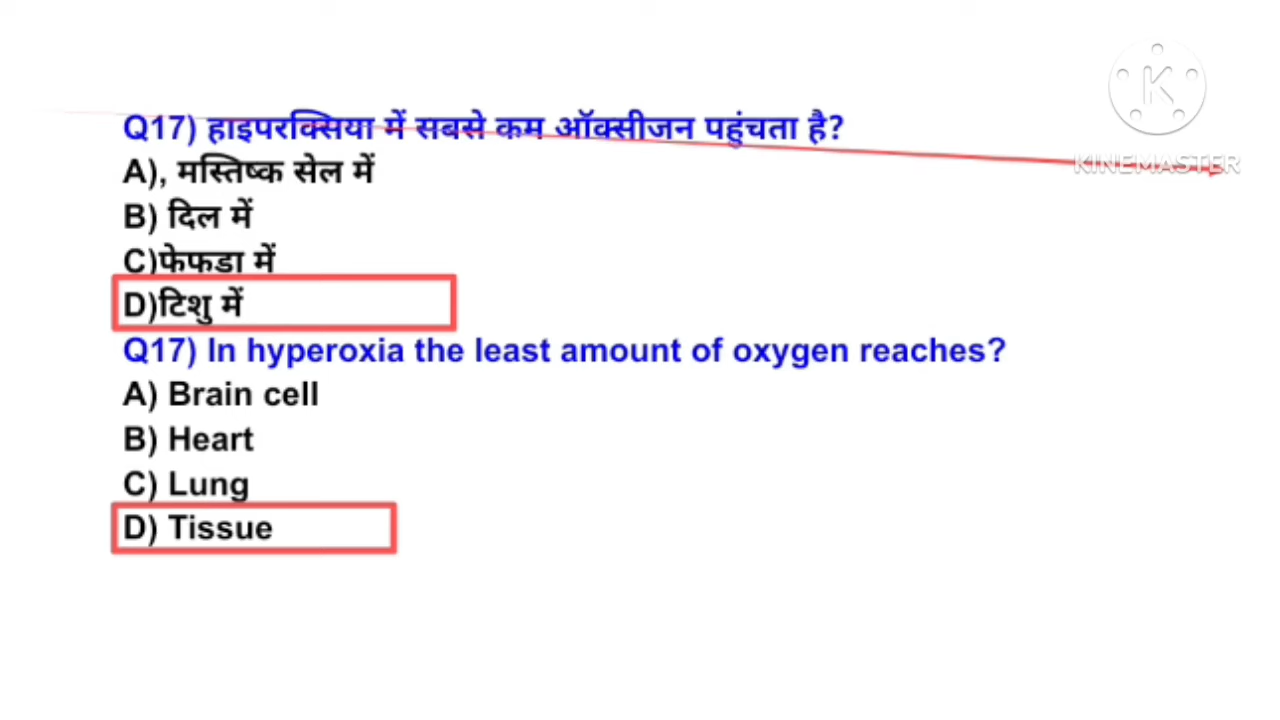 Q17) हाइपरक्सिया में सबसे कम ऑक्सीजन पहुंचता है?
A), मस्तिष्क सेल में
B) दिल में
C)फेफडा में
D)टिशु में
Q17) In hyperoxia the least amount of oxygen reaches?
A) Brain cell
B) Heart
C) Lung
D) Tissue
K
KINEMASTER